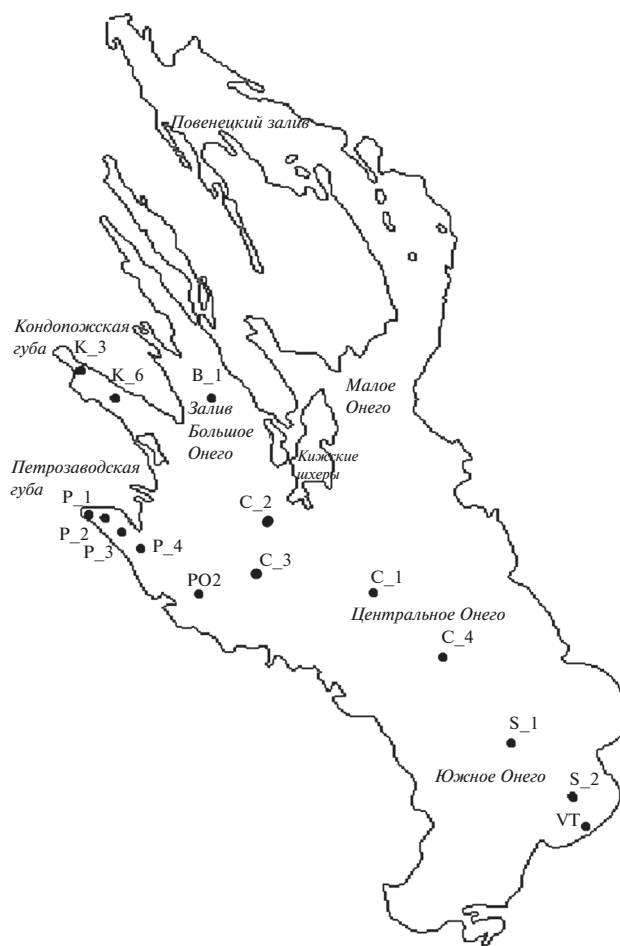 Повенецкий залив
Кондопожская
губа
K_3
K_6
B_1
Залив
Большое
Онего
Малое
Онего
Кижские
шхеры
Петрозаводская
губа
P_1
P_2
P_3
P_4
C_2
C_3
PO2
C_1
Центральное Онего
C_4
S_1
Южное Онего
S_2
VT